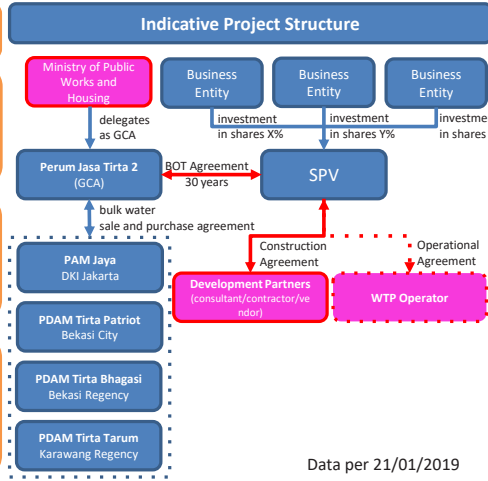 Indicative Project Structure
Ministry of Public
Works and
Housing
Business
Entity
Business
Entity
Business
Entity
delegates
as GCA
investment
in shares X%
investment
in shares Y%
in shares
Perum Jasa Tirta 2
(GCA)
BOT Agreement
30 years
SPV
bulk water
sale and purchase agreement
Construction
Agreement
Operational
Agreement
PAM Jaya
DKI Jakarta
Development Partners
(consultant/contractor/ve
ndor)
WTP Operator
PDAM Tirta Patriot
Bekasi City
PDAM Tirta Bhagasi
Bekasi Regency
PDAM Tirta Tarum
Karawang Regency
Data per 21/01/2019